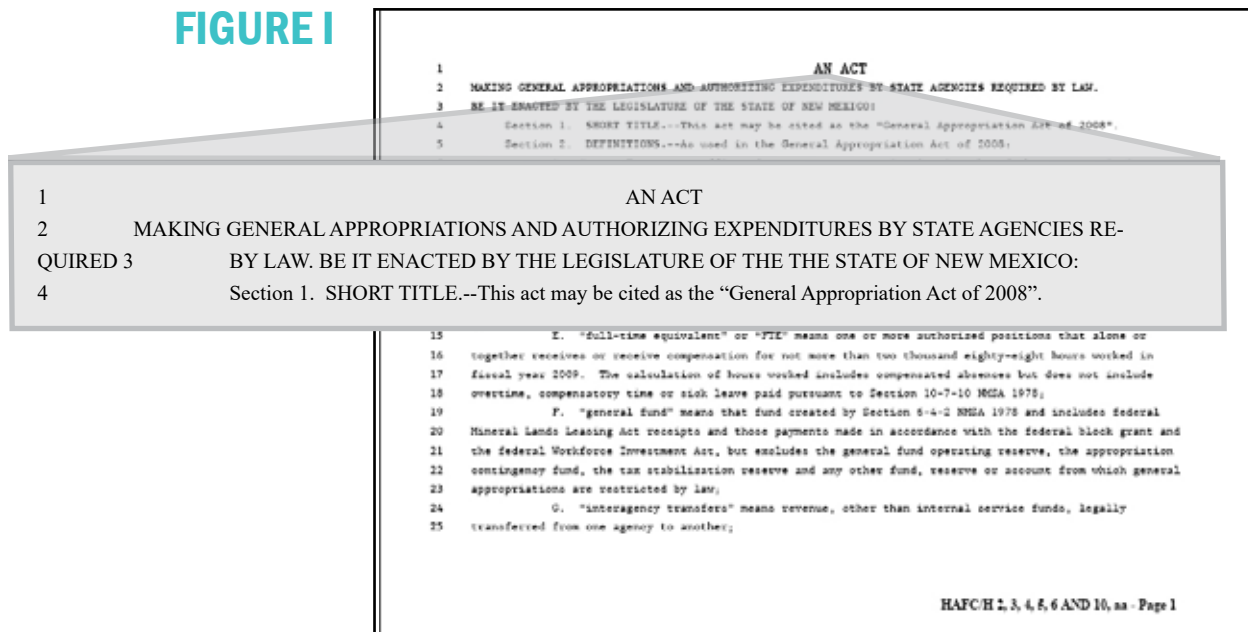 FIGURE I
1 AN ACT
2 MAKING GENERAL APPROPRIATIONS AND AUTHORIZING EXPENDITURES BY STATE AGENCIES REQUIRED BY LAW.
3 BE IT ENACTED BY THE LEGISLATURE OF THE STATE OF NEW MEXICO:
4 Section 1. SHORT TITLE.--This act may be cited as the "General Appropriation Act of 2008".
5 Section 2. DEFINITIONS.--As used in the General Appropriation Act of 2008:
1 AN ACT
2 MAKING GENERAL APPROPRIATIONS AND AUTHORIZING EXPENDITURES BY STATE AGENCIES RE-
QUIRED 3 BY LAW. BE IT ENACTED BY THE LEGISLATURE OF THE THE STATE OF NEW MEXICO:
4 Section 1. SHORT TITLE.--This act may be cited as the “General Appropriation Act of 2008”.
15 E. "full-time equivalent" or "FTE" means one or more authorized positions that alone or
16 together receives or receive compensation for not more than two thousand eighty-eight hours worked in
17 fiscal year 2009. The calculation of hours worked includes compensated absences but does not include
18 overtime, compensatory time or sick leave paid pursuant to Section 10-7-10 NMSA 1978;
19 F. "general fund" means that fund created by Section 6-4-2 NMSA 1978 and includes federal
20 Mineral Lands Leasing Act receipts and those payments made in accordance with the federal block grant and
21 the federal Workforce Investment Act, but excludes the general fund operating reserve, the appropriation
22 contingency fund, the tax stabilization reserve and any other fund, reserve or account from which general
23 appropriations are restricted by law;
24 G. "interagency transfers" means revenue, other than internal service funds, legally
25 transferred from one agency to another;
HAFC/H 2, 3, 4, 5, 6 AND 10, aa - Page 1